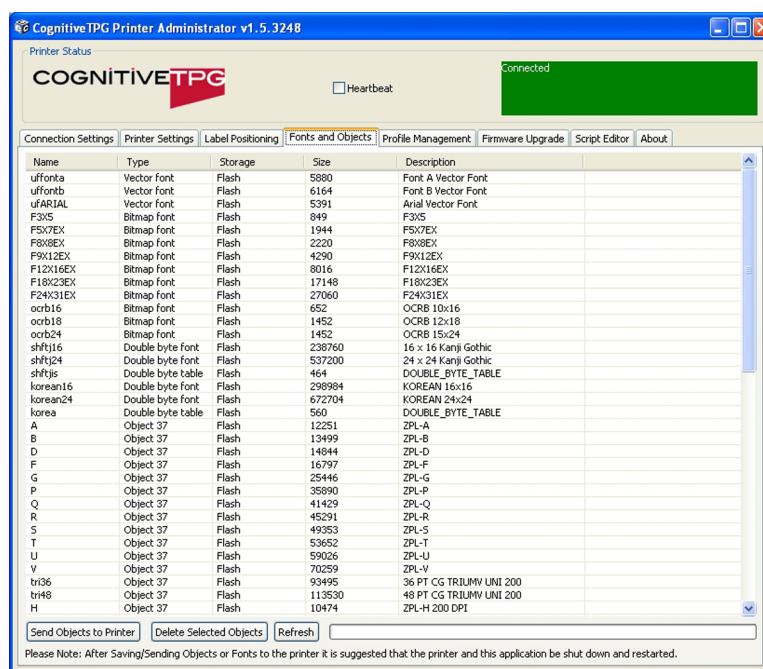 CognitiveTPG Printer Administrator v1.5.3248
Printer Status
COGNITIVETPG
Heartbeat
Connected
Connection Settings Printer Settings Label Positioning Fonts and Objects Profile Management Firmware Upgrade Script Editor About
Name Type Storage Size Description
uffonta Vector font Flash 5880 Font A Vector Font
uffontb Vector font Flash 6164 Font B Vector Font
ufARIAL Vector font Flash 5391 Arial Vector Font
F3X5 Bitmap font Flash 849 F3X5
F5X7EX Bitmap font Flash 1944 F5X7EX
F8X8EX Bitmap font Flash 2220 F8X8EX
F9X12EX Bitmap font Flash 4290 F9X12EX
F12X16EX Bitmap font Flash 8016 F12X16EX
F18X23EX Bitmap font Flash 17148 F18X23EX
F24X31EX Bitmap font Flash 27060 F24X31EX
ocrb16 Bitmap font Flash 652 OCRB 10x16
ocrb18 Bitmap font Flash 1452 OCRB 12x18
ocrb24 Bitmap font Flash 1452 OCRB 15x24
shftj16 Double byte font Flash 238760 16 x 16 Kanji Gothic
shftj24 Double byte font Flash 537200 24 x 24 Kanji Gothic
shftjis Double byte table Flash 464 DOUBLE_BYTE_TABLE
korean16 Double byte font Flash 298984 KOREAN 16x16
korean24 Double byte font Flash 672704 KOREAN 24x24
korea Double byte table Flash 560 DOUBLE_BYTE_TABLE
A Object 37 Flash 12251 ZPL-A
B Object 37 Flash 13499 ZPL-B
D Object 37 Flash 14844 ZPL-D
F Object 37 Flash 16797 ZPL-F
G Object 37 Flash 25446 ZPL-G
P Object 37 Flash 35890 ZPL-P
Q Object 37 Flash 41429 ZPL-Q
R Object 37 Flash 45291 ZPL-R
S Object 37 Flash 49353 ZPL-S
T Object 37 Flash 53652 ZPL-T
U Object 37 Flash 59026 ZPL-U
V Object 37 Flash 70259 ZPL-V
tri36 Object 37 Flash 93495 36 PT CG TRIUMV UNI 200
tri48 Object 37 Flash 113530 48 PT CG TRIUMV UNI 200
H Object 37 Flash 10474 ZPL-H 200 DPI
Send Objects to Printer Delete Selected Objects Refresh
Please Note: After Saving/Sending Objects or Fonts to the printer it is suggested that the printer and this application be shut down and restarted.